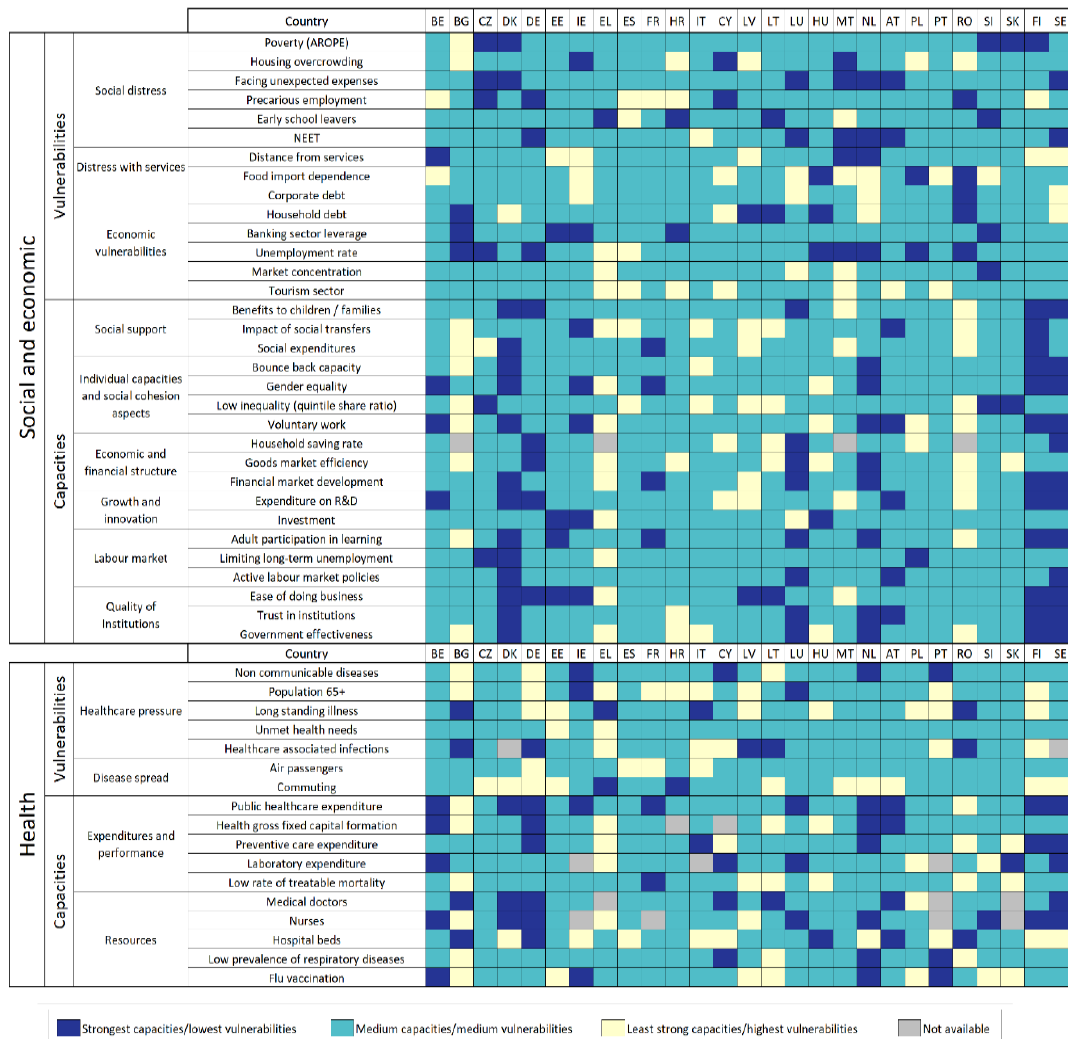 Country BE BG CZ DK DE EE IE EL ES FR HR IT CY LV LT LU HU MT NL AT PL PT RO SI SK FI SE
Social and economic
Vulnerabilities
Social distress
Poverty (AROPE)
Housing overcrowding
Facing unexpected expenses
Precarious employment
Early school leavers
NEET
Distress with services
Distance from services
Economic
vulnerabilities
Food import dependence
Corporate debt
Household debt
Banking sector leverage
Unemployment rate
Market concentration
Tourism sector
Capacities
Social support
Benefits to children / families
Impact of social transfers
Social expenditures
Individual capacities
and social cohesion
aspects
Bounce back capacity
Gender equality
Low inequality (quintile share ratio)
Voluntary work
Economic and
financial structure
Household saving rate
Goods market efficiency
Financial market development
Growth and
innovation
Expenditure on R&D
Investment
Labour market
Adult participation in learning
Limiting long-term unemployment
Active labour market policies
Quality of
Institutions
Ease of doing business
Trust in institutions
Government effectiveness
Country BE BG CZ DK DE EE IE EL ES FR HR IT CY LV LT LU HU MT NL AT PL PT RO SI SK FI SE
Health
Vulnerabilities
Healthcare pressure
Non communicable diseases
Population 65+
Long standing illness
Unmet health needs
Healthcare associated infections
Disease spread
Air passengers
Commuting
Capacities
Expenditures and
performance
Public healthcare expenditure
Health gross fixed capital formation
Preventive care expenditure
Laboratory expenditure
Low rate of treatable mortality
Resources
Medical doctors
Nurses
Hospital beds
Low prevalence of respiratory diseases
Flu vaccination
Strongest capacities/lowest vulnerabilities
Medium capacities/medium vulnerabilities
Least strong capacities/highest vulnerabilities
Not available